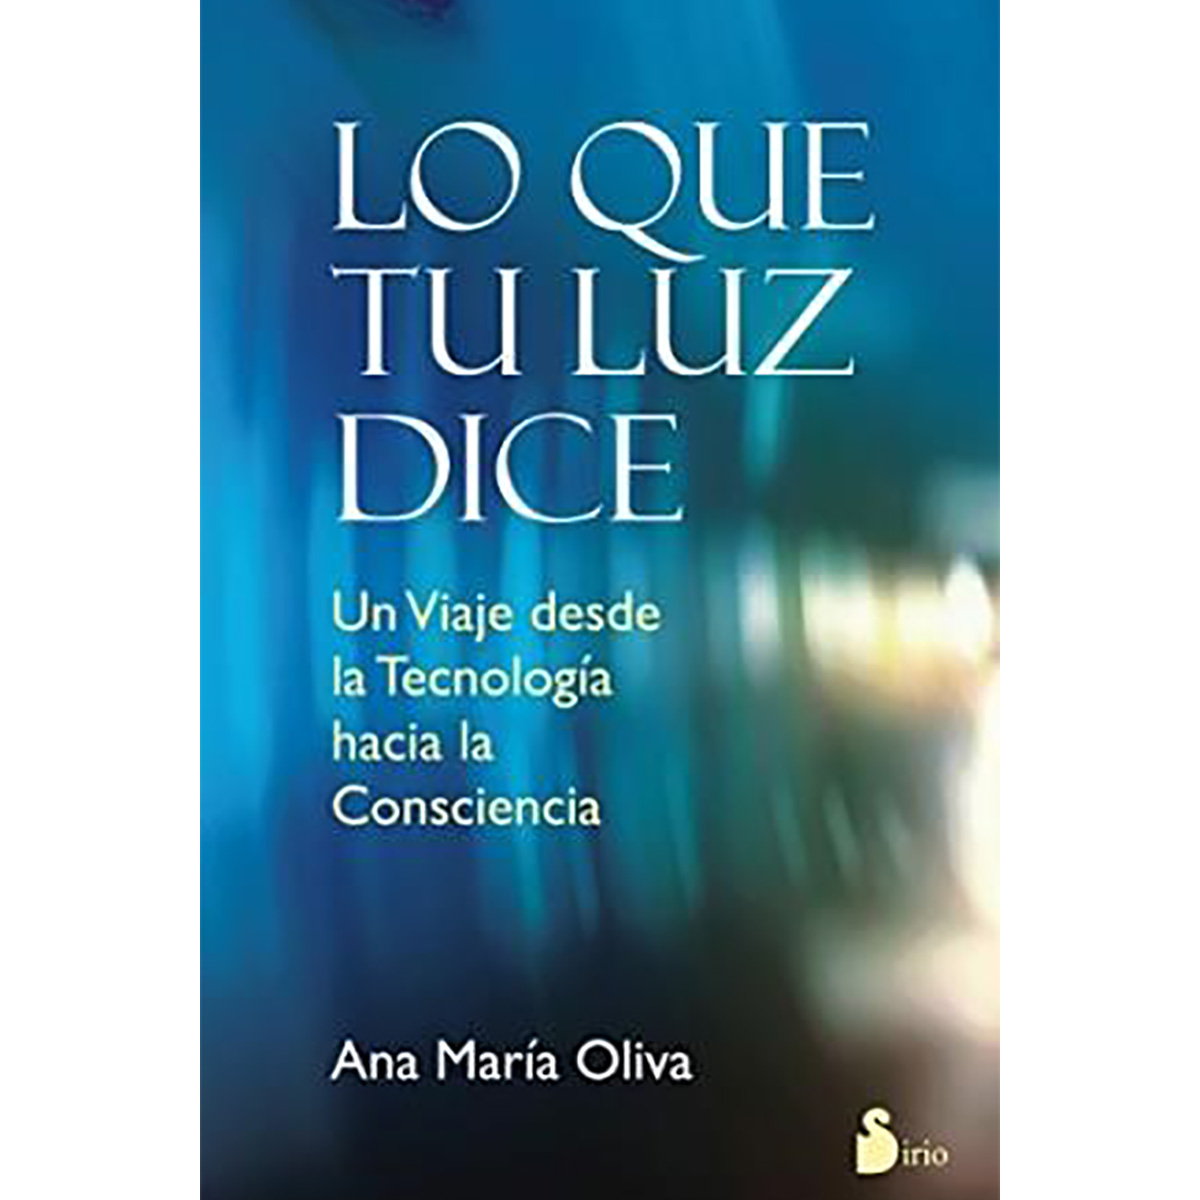 LO QUE
TU LUZ
DICE
Un Viaje desde
la Tecnología
hacia la
Consciencia
Ana María Oliva
Sirio